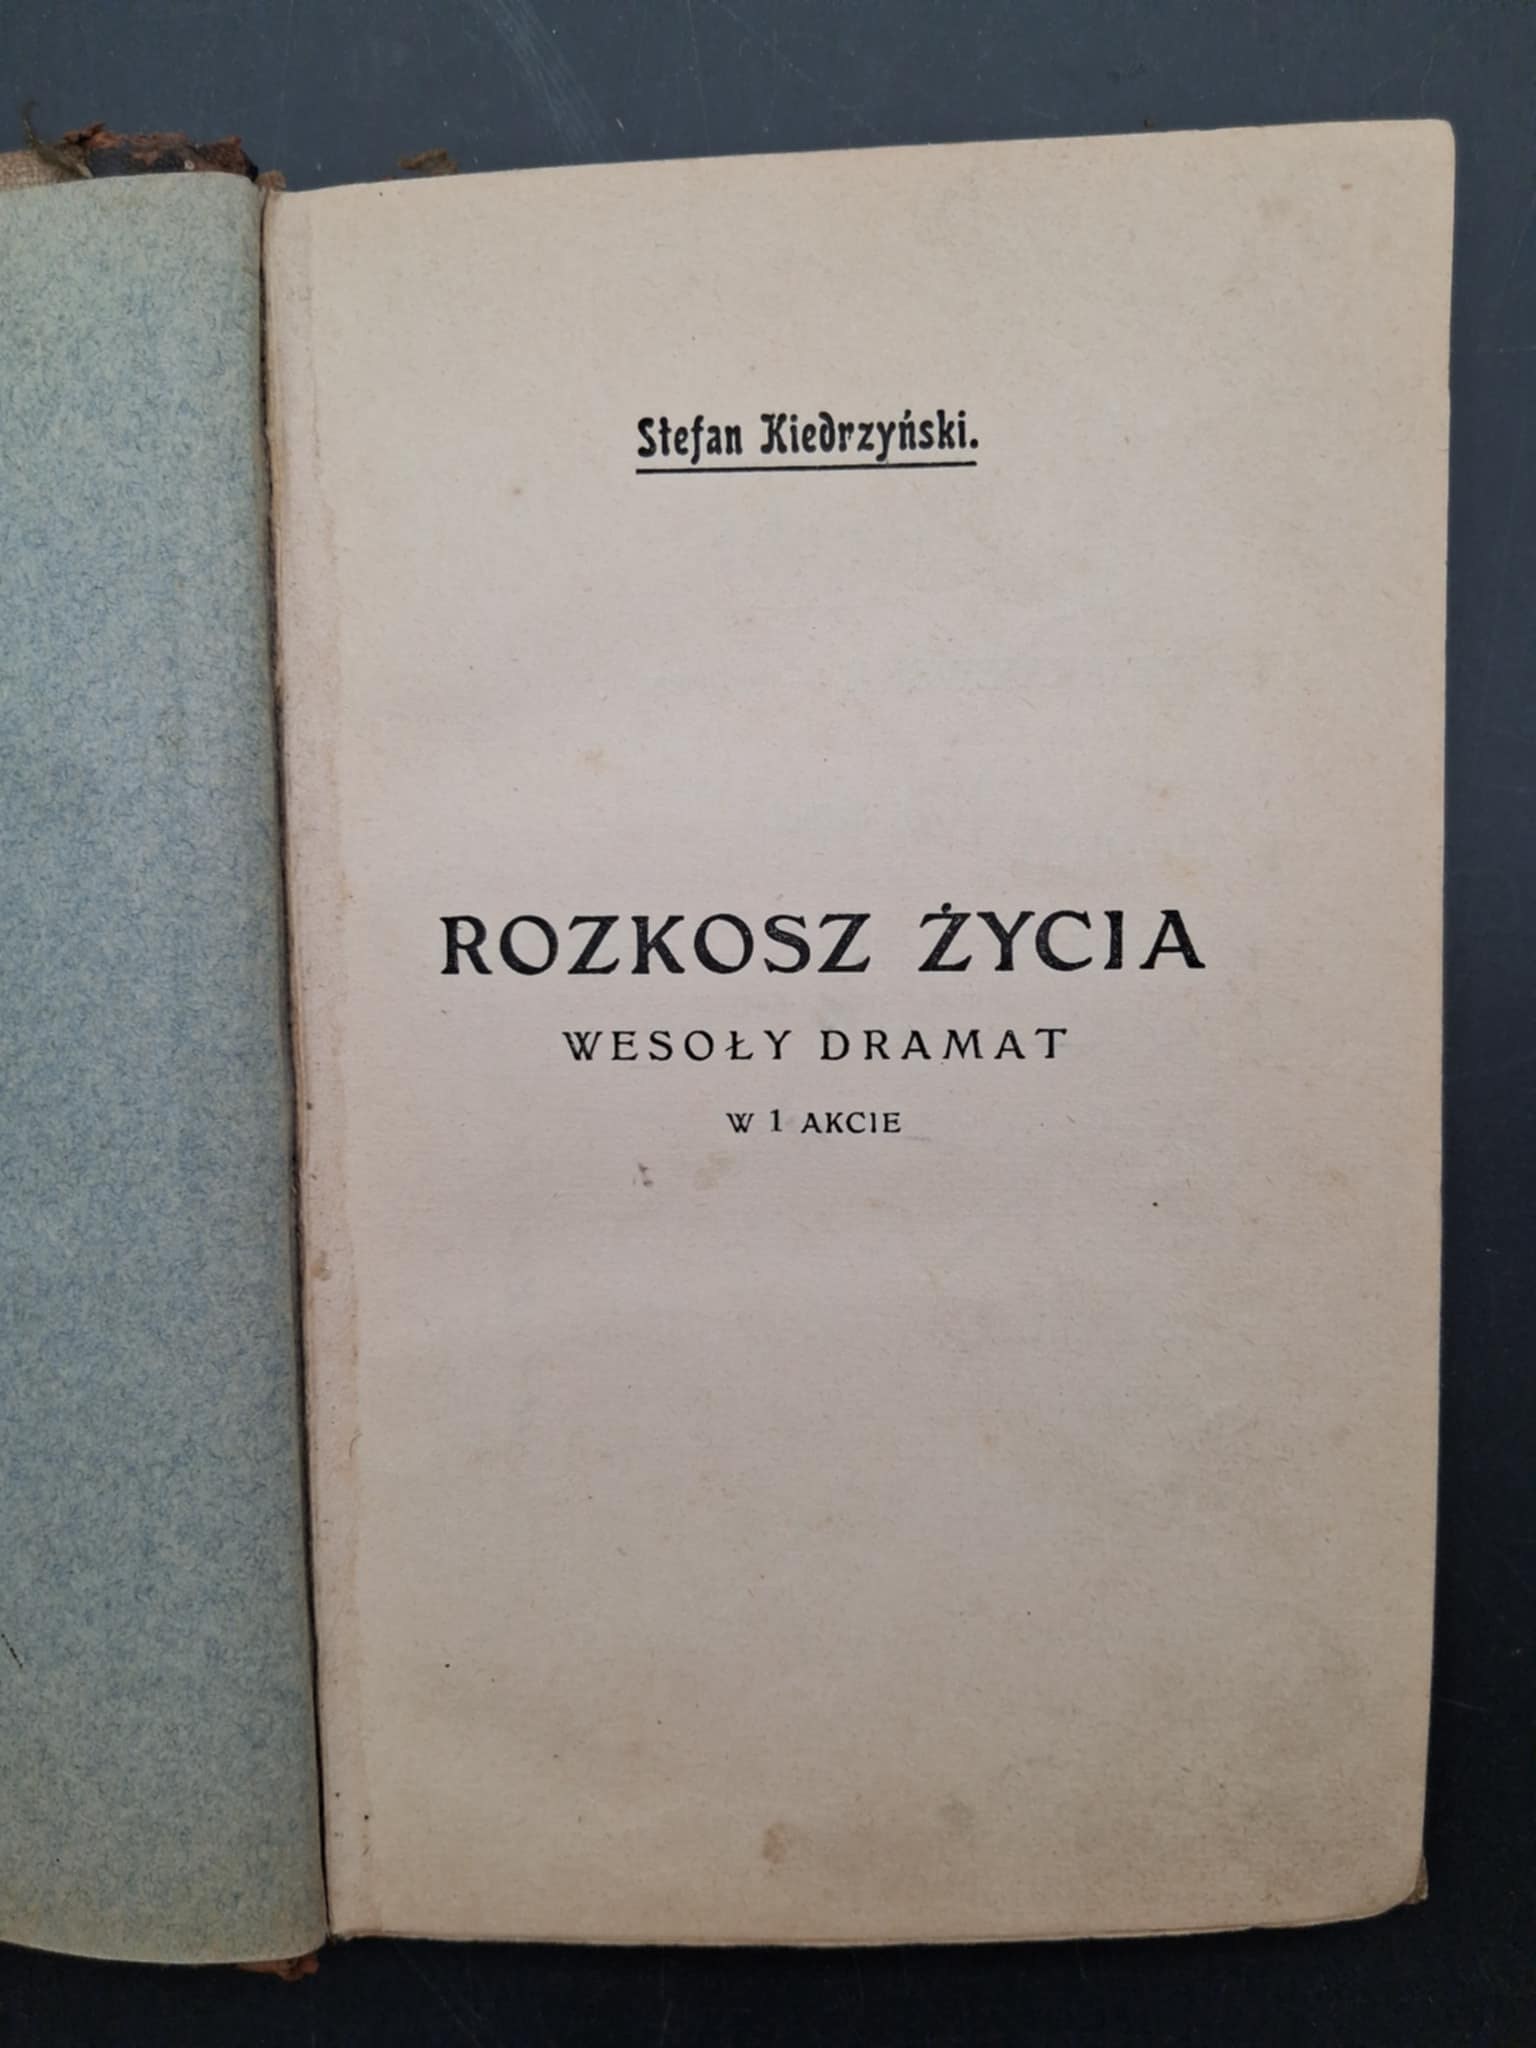 Stefan Kiedrzyński.
ROZKOSZ ŻYCIA
WESOŁY DRAMAT
W 1 AKCIE